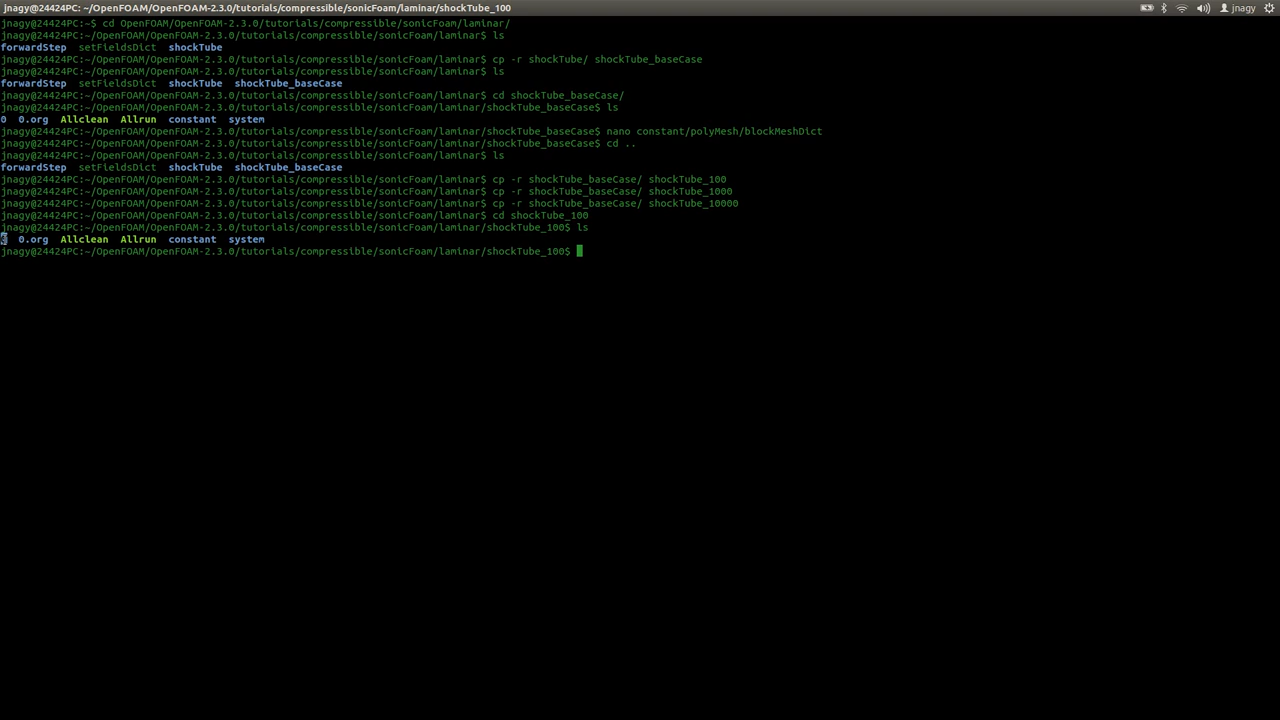 jnagy@24424PC: ~/OpenFOAM/OpenFOAM-2.3.0/tutorials/compressible/sonicFoam/laminar/shockTube_100 jnagy
jnagy@24424PC:~$ cd OpenFOAM/OpenFOAM-2.3.0/tutorials/compressible/sonicFoam/laminar/
jnagy@24424PC:~/OpenFOAM/OpenFOAM-2.3.0/tutorials/compressible/sonicFoam/laminar$ ls
forwardStep setFieldsDict shockTube
jnagy@24424PC:~/OpenFOAM/OpenFOAM-2.3.0/tutorials/compressible/sonicFoam/laminar$ cp -r shockTube/ shockTube_baseCase
jnagy@24424PC:~/OpenFOAM/OpenFOAM-2.3.0/tutorials/compressible/sonicFoam/laminar$ ls
forwardStep setFieldsDict shockTube shockTube_baseCase
jnagy@24424PC:~/OpenFOAM/OpenFOAM-2.3.0/tutorials/compressible/sonicFoam/laminar$ cd shockTube_baseCase/
jnagy@24424PC:~/OpenFOAM/OpenFOAM-2.3.0/tutorials/compressible/sonicFoam/laminar/shockTube_baseCase$ ls
0 0.org Allclean Allrun constant system
jnagy@24424PC:~/OpenFOAM/OpenFOAM-2.3.0/tutorials/compressible/sonicFoam/laminar/shockTube_baseCase$ nano constant/polyMesh/blockMeshDict
jnagy@24424PC:~/OpenFOAM/OpenFOAM-2.3.0/tutorials/compressible/sonicFoam/laminar/shockTube_baseCase$ cd ..
jnagy@24424PC:~/OpenFOAM/OpenFOAM-2.3.0/tutorials/compressible/sonicFoam/laminar$ ls
forwardStep setFieldsDict shockTube shockTube_baseCase
jnagy@24424PC:~/OpenFOAM/OpenFOAM-2.3.0/tutorials/compressible/sonicFoam/laminar$ cp -r shockTube_baseCase/ shockTube_100
jnagy@24424PC:~/OpenFOAM/OpenFOAM-2.3.0/tutorials/compressible/sonicFoam/laminar$ cp -r shockTube_baseCase/ shockTube_1000
jnagy@24424PC:~/OpenFOAM/OpenFOAM-2.3.0/tutorials/compressible/sonicFoam/laminar$ cp -r shockTube_baseCase/ shockTube_10000
jnagy@24424PC:~/OpenFOAM/OpenFOAM-2.3.0/tutorials/compressible/sonicFoam/laminar$ cd shockTube_100
jnagy@24424PC:~/OpenFOAM/OpenFOAM-2.3.0/tutorials/compressible/sonicFoam/laminar/shockTube_100$ ls
0 0.org Allclean Allrun constant system
jnagy@24424PC:~/OpenFOAM/OpenFOAM-2.3.0/tutorials/compressible/sonicFoam/laminar/shockTube_100$